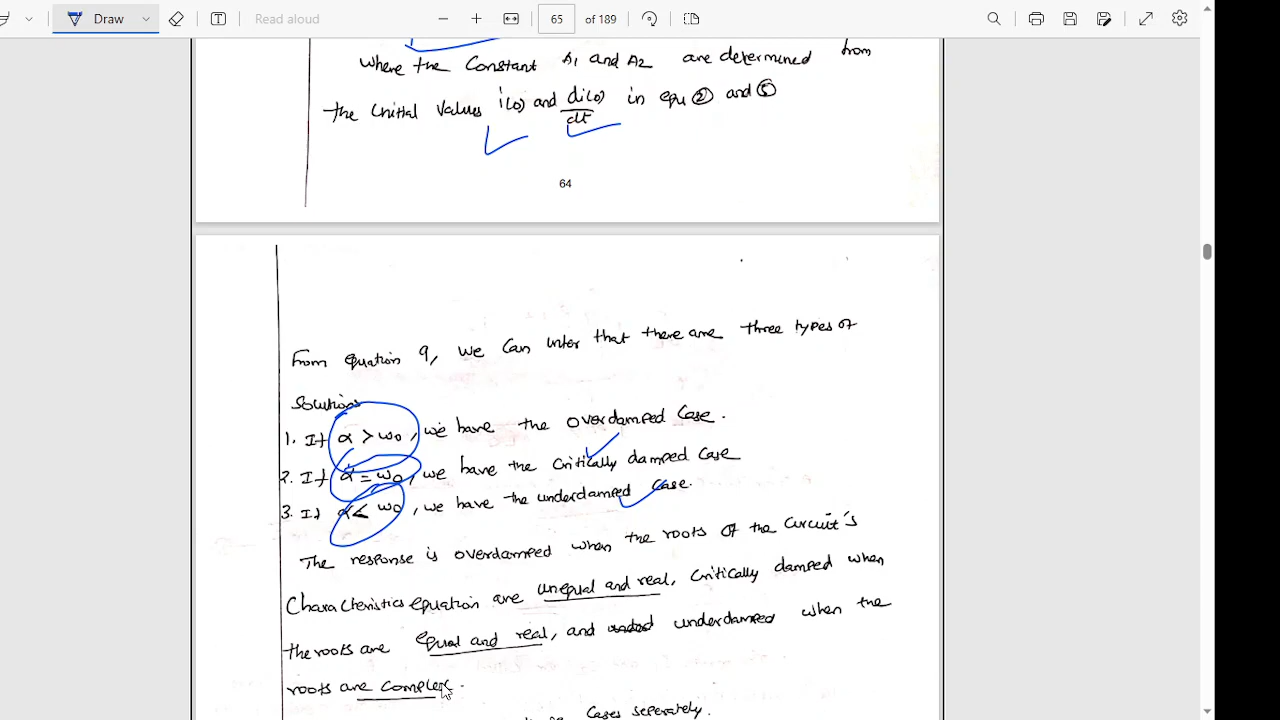 Draw
Read aloud
65 of 189
where the Constant A1 and A2 are determined from
the initial values i(0) and di(0)/dt in equ ② and ⑤
64
From equation 9, we can infer that there are three types of
Solutions
1. If α > ω0, we have the overdamped Case.
2. If α = ω0, we have the critically damped Case
3. If α < ω0, we have the underdamped Case.
The response is overdamped when the roots of the Circuit's
Characteristics equation are unequal and real, Critically damped when
the roots are equal and real, and underdamped when the
roots are complex.
Cases seperately.